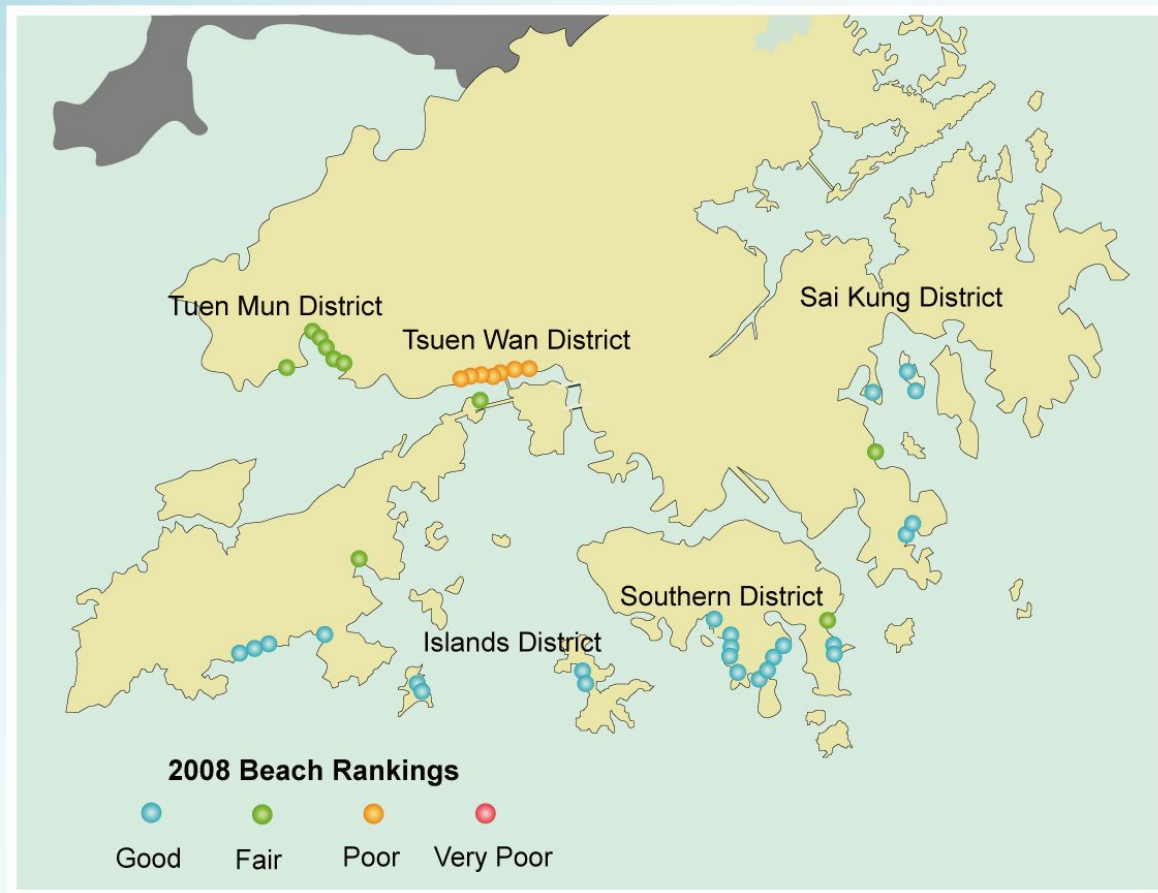 Tuen Mun District
Tsuen Wan District
Sai Kung District
Southern District
Islands District
2008 Beach Rankings
Good
Fair
Poor
Very Poor